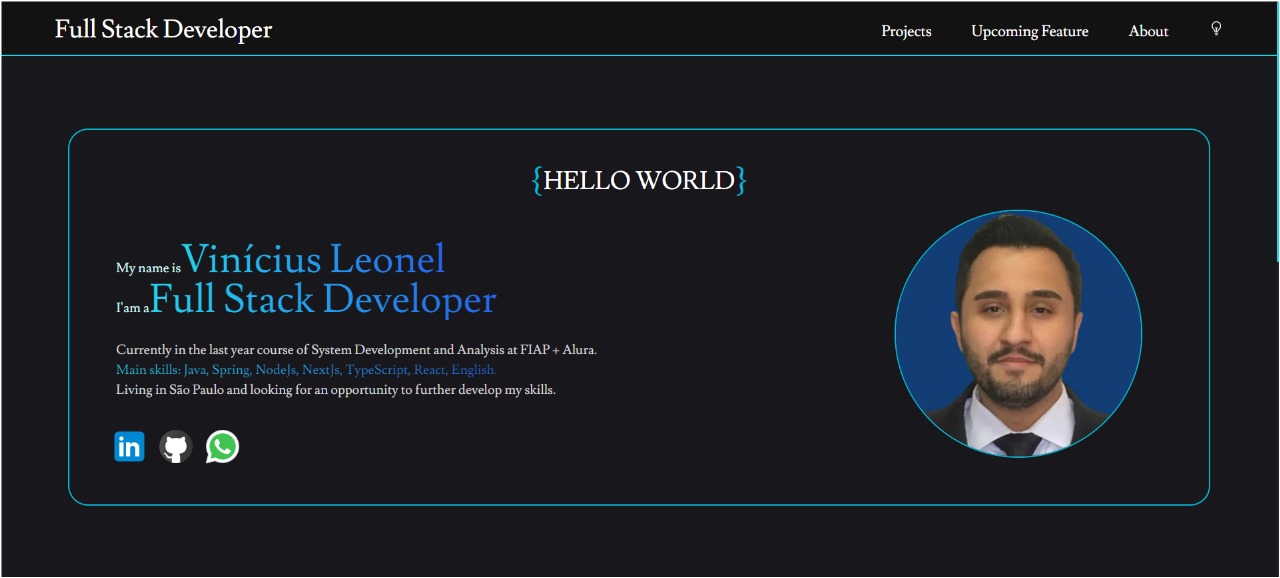 Full Stack Developer
Projects Upcoming Feature About
{HELLO WORLD}
My name is Vinícius Leonel
I'am a Full Stack Developer
Currently in the last year course of System Development and Analysis at FIAP + Alura.
Main skills: Java, Spring, NodeJs, NextJs, TypeScript, React, English.
Living in São Paulo and looking for an opportunity to further develop my skills.
in